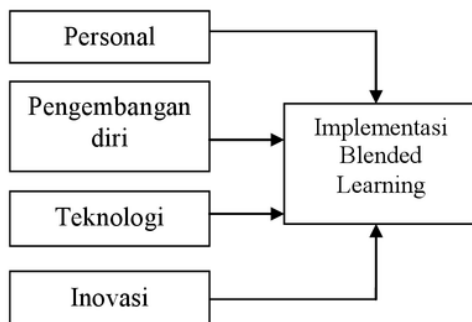 Personal
Pengembangan
diri
Teknologi
Inovasi
Implementasi
Blended
Learning